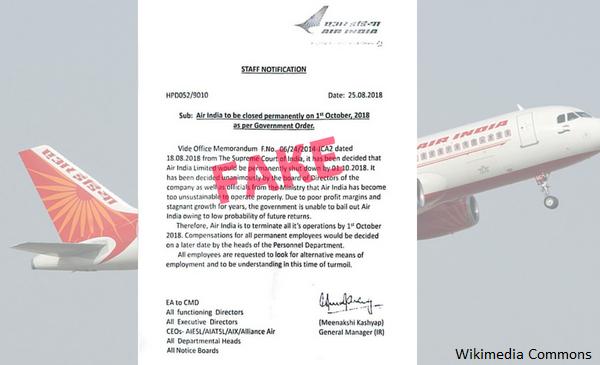 एअर इंडिया
AIR INDIA
STAFF NOTIFICATION
HPD052/9010 Date: 25.08.2018
Sub: Air India to be closed permanently on 1st October, 2018
as per Government Order.
Vide Office Memorandum F.No. dated
18.08.2018 from The Supreme Court of India, it has been decided that
Air India Limited would be permanently closed by 01.10.2018. It
has been decided unanimously by the Board of Directors of the
company as well as officials from the Ministry that Air India has become
too unsustainable to operate properly. Due to poor profit margins and
stagnant growth for years, the government is unable to bail out Air
India owing to low probability of future returns.
Therefore, Air India is to terminate all it's operations by 1st October
2018. Compensations for all permanent employees would be decided
on a later date by the heads of the Personnel Department.
All employees are requested to look for alternative means of
employment and to be understanding in this time of turmoil.
FAKE
EA to CMD
All functioning Directors
All Executive Directors
CEOs- AIESL/AIATSL/AIX/Alliance Air
All Departmental Heads
All Notice Boards
(Meenakshi Kashyap)
General Manager (IR)
एअर इंडिया
AIR INDIA
Wikimedia Commons